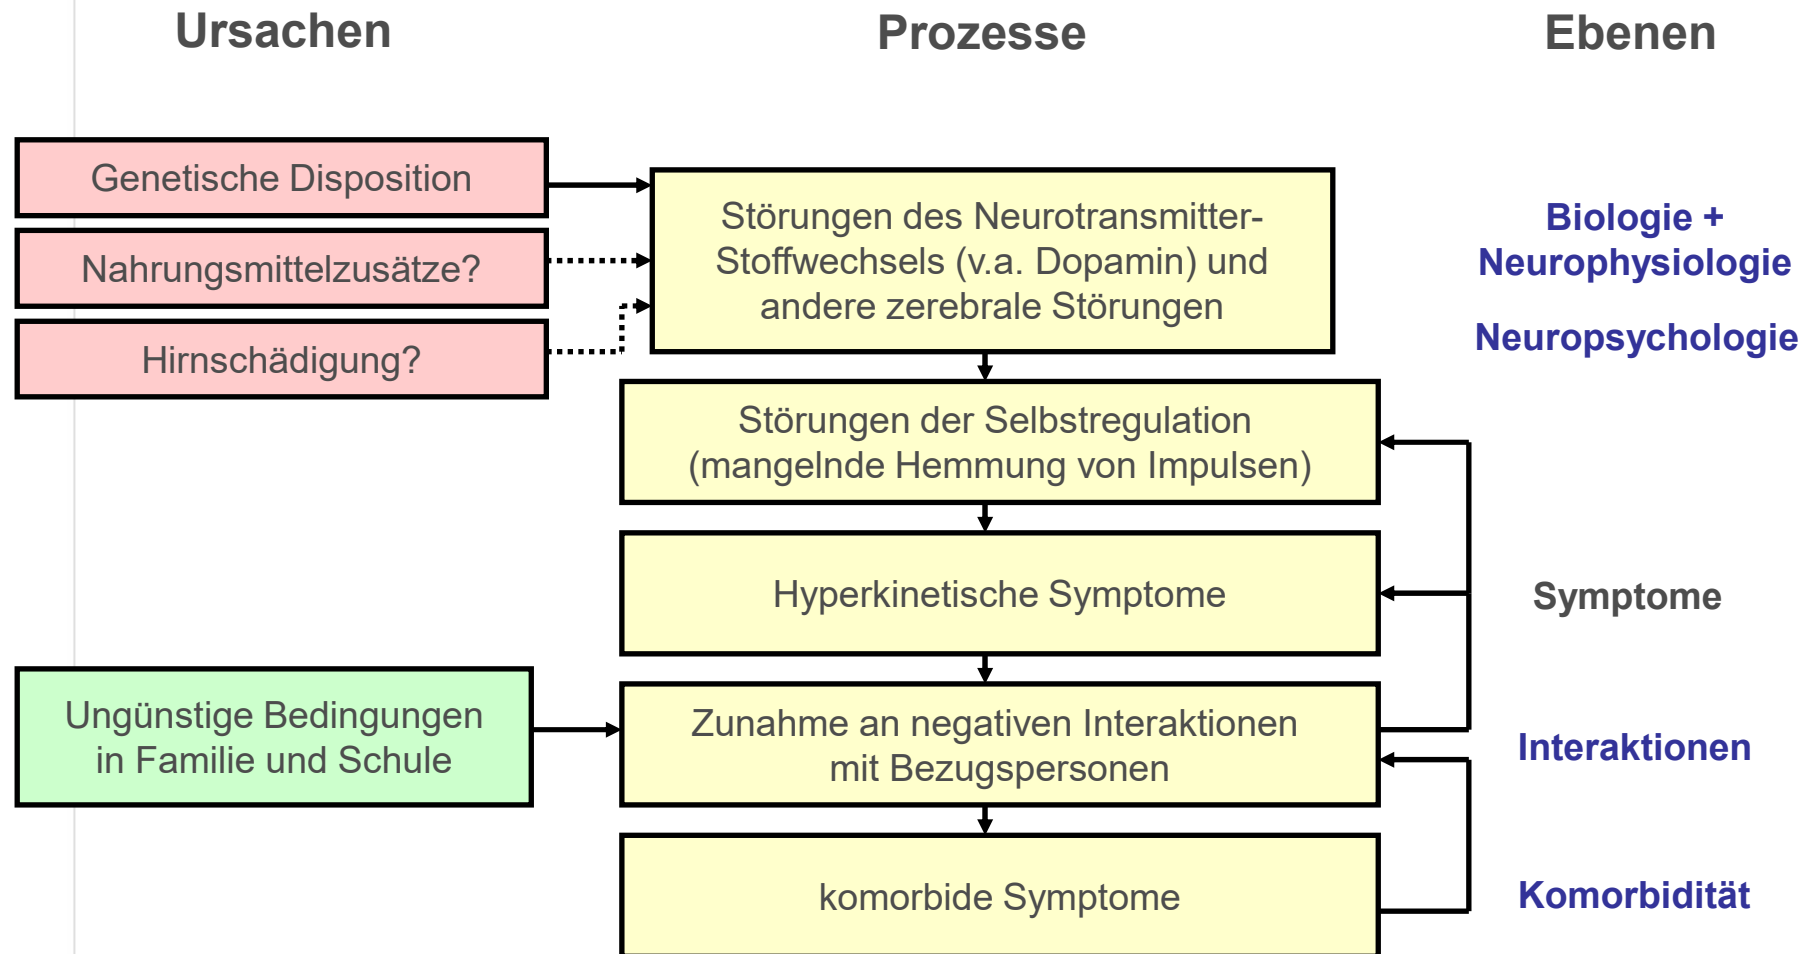 Ursachen
Prozesse
Ebenen
Genetische Disposition
Nahrungsmittelzusätze?
Hirnschädigung?
Störungen des Neurotransmitter-
Stoffwechsels (v.a. Dopamin) und
andere zerebrale Störungen
Biologie +
Neurophysiologie
Neuropsychologie
Störungen der Selbstregulation
(mangelnde Hemmung von Impulsen)
Hyperkinetische Symptome
Symptome
Ungünstige Bedingungen
in Familie und Schule
Zunahme an negativen Interaktionen
mit Bezugspersonen
Interaktionen
komorbide Symptome
Komorbidität